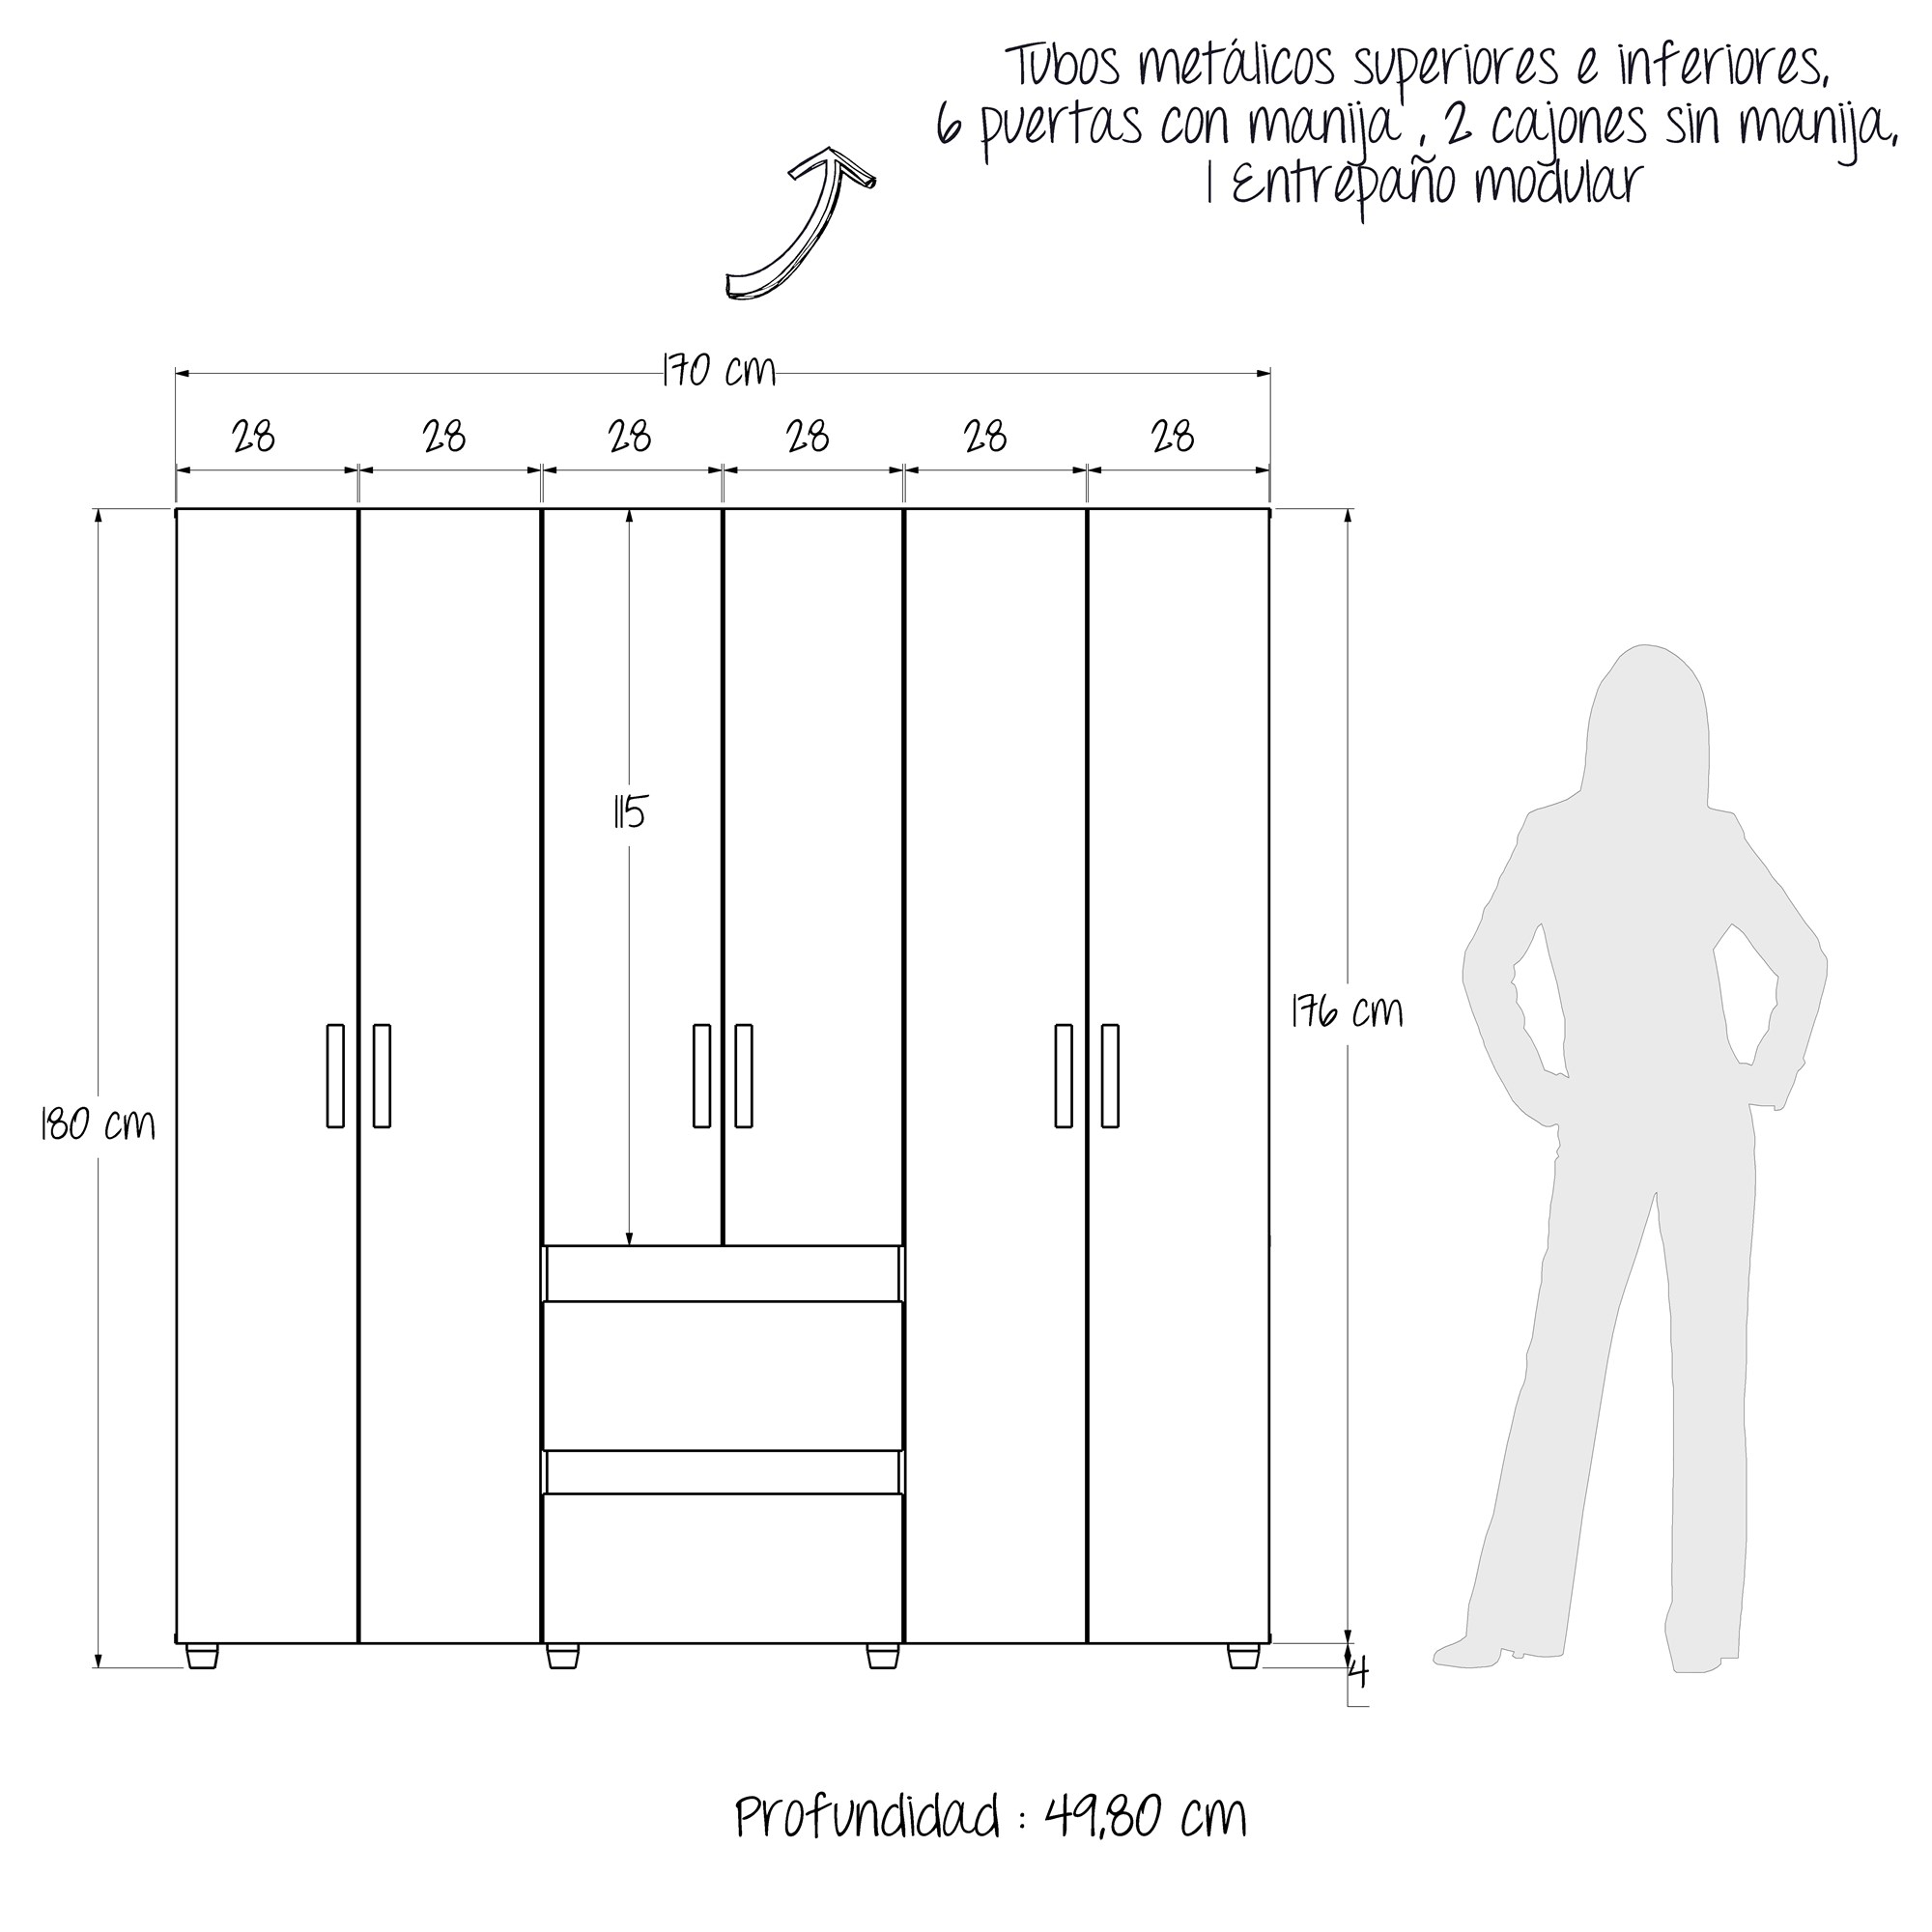 Tubos metálicos superiores e inferiores,
6 puertas con manija , 2 cajones sin manija,
1 Entrepaño modular
170 cm
28 28 28 28 28 28
115
176 cm
180 cm
4
Profundidad : 49,80 cm